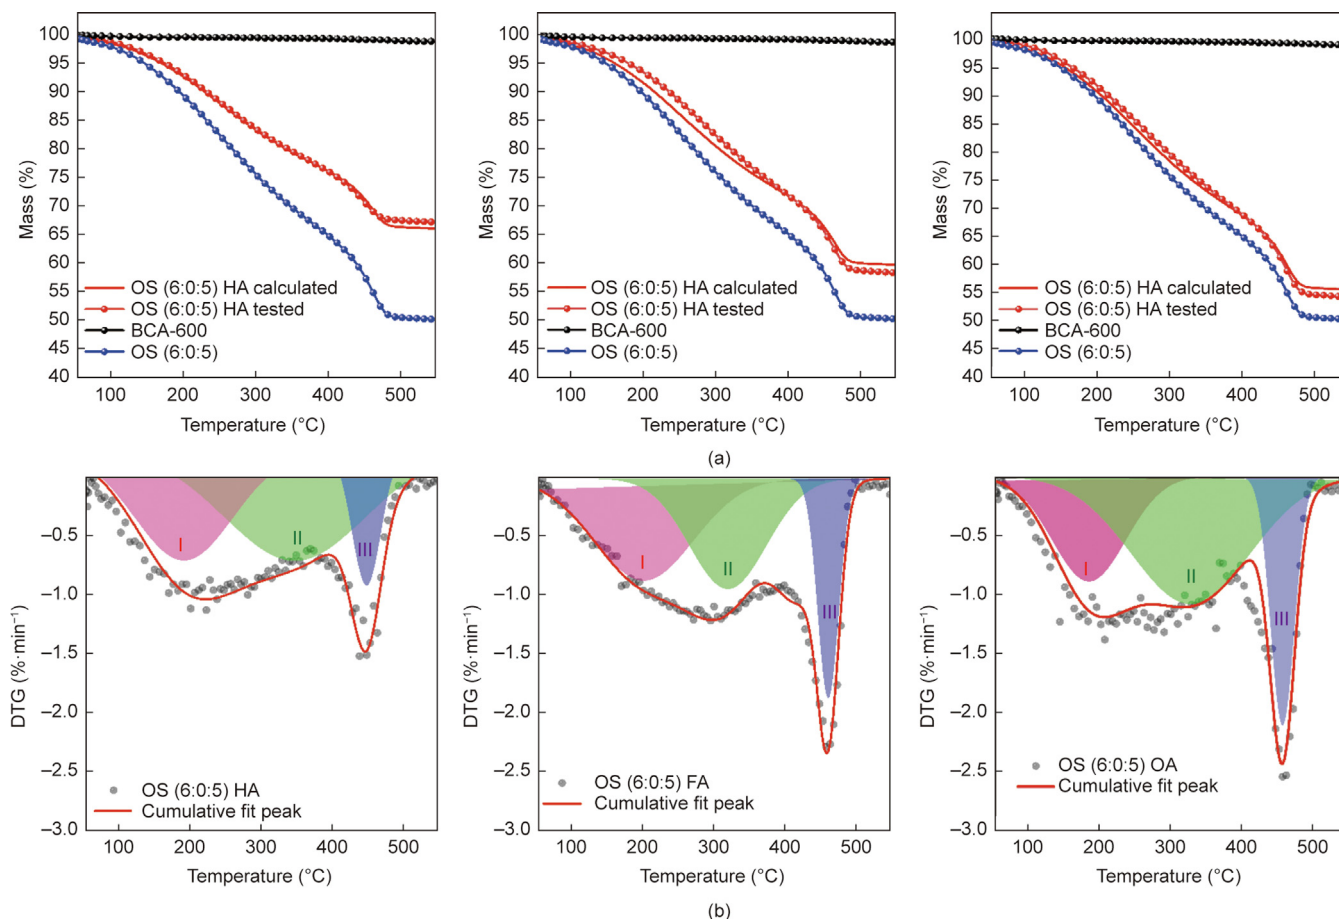 100
95
90
85
80
75
70
65
60
55
50
45
40
Mass (%)
OS (6:0:5) HA calculated
OS (6:0:5) HA tested
BCA-600
OS (6:0:5)
100 200 300 400 500
Temperature (°C)
100
95
90
85
80
75
70
65
60
55
50
45
40
Mass (%)
OS (6:0:5) HA calculated
OS (6:0:5) HA tested
BCA-600
OS (6:0:5)
100 200 300 400 500
Temperature (°C)
100
95
90
85
80
75
70
65
60
55
50
45
40
Mass (%)
OS (6:0:5) HA calculated
OS (6:0:5) HA tested
BCA-600
OS (6:0:5)
100 200 300 400 500
Temperature (°C)
(a)
–0.5
–1.0
–1.5
–2.0
–2.5
–3.0
DTG (%·min⁻¹)
I
II
III
OS (6:0:5) HA
Cumulative fit peak
100 200 300 400 500
Temperature (°C)
–0.5
–1.0
–1.5
–2.0
–2.5
–3.0
DTG (%·min⁻¹)
I
II
III
OS (6:0:5) FA
Cumulative fit peak
100 200 300 400 500
Temperature (°C)
–0.5
–1.0
–1.5
–2.0
–2.5
–3.0
DTG (%·min⁻¹)
I
II
III
OS (6:0:5) OA
Cumulative fit peak
100 200 300 400 500
Temperature (°C)
(b)